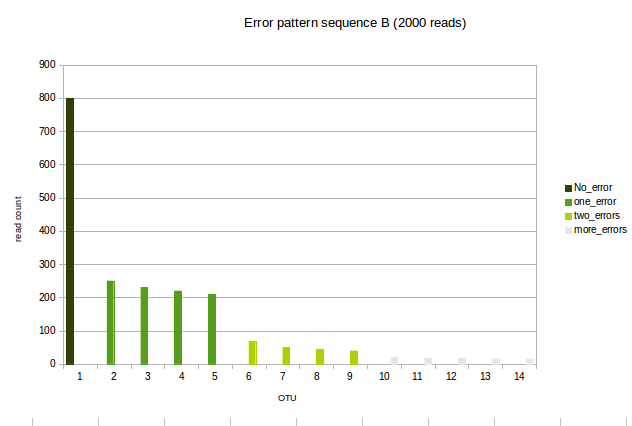 Error pattern sequence B (2000 reads)
900
800
700
600
500
400
300
200
100
0
read count
1 2 3 4 5 6 7 8 9 10 11 12 13 14
OTU
No_error
one_error
two_errors
more_errors